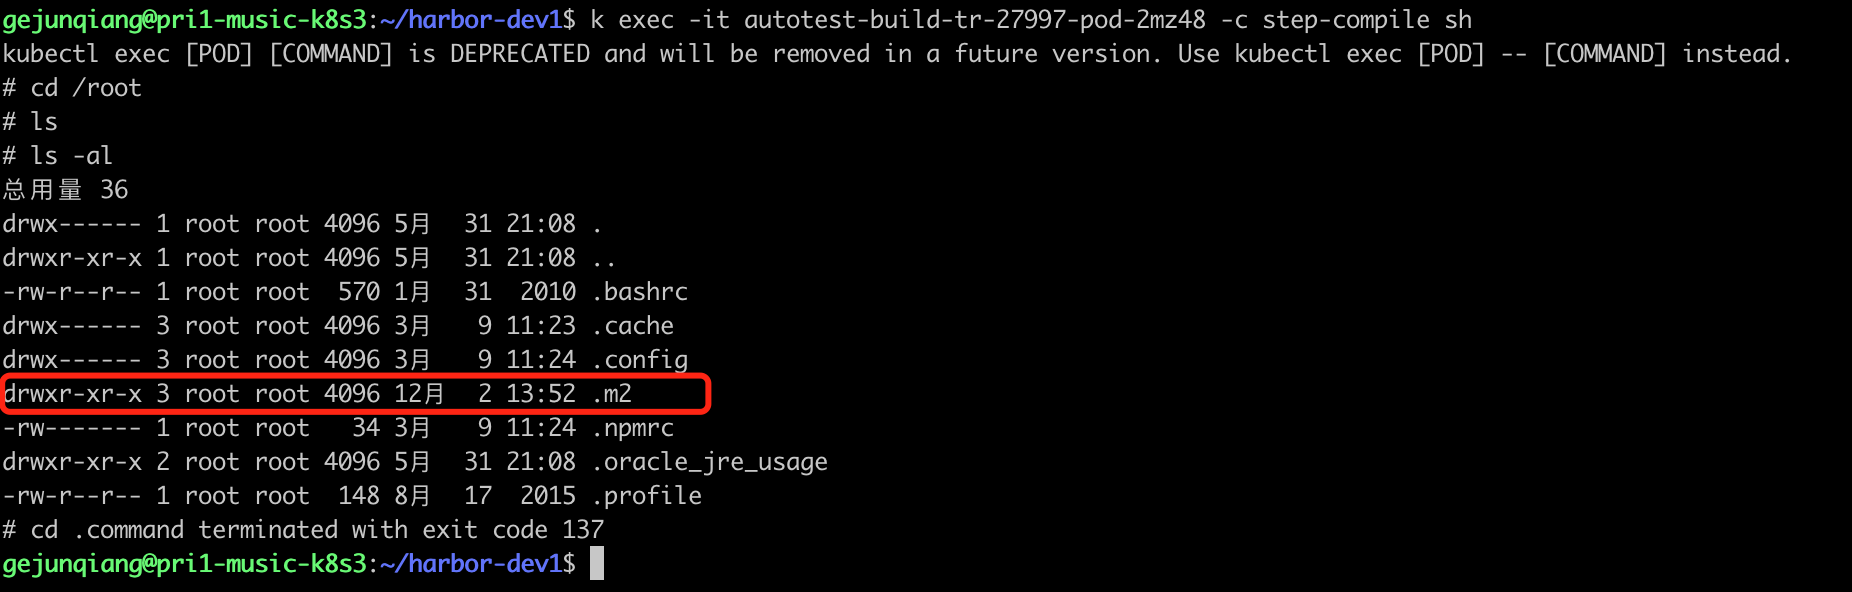 gejunqiang@pri1-music-k8s3:~/harbor-dev1$ k exec -it autotest-build-tr-27997-pod-2mz48 -c step-compile sh
kubectl exec [POD] [COMMAND] is DEPRECATED and will be removed in a future version. Use kubectl exec [POD] -- [COMMAND] instead.
# cd /root
# ls
# ls -al
总用量 36
drwx------ 1 root root 4096 5月  31 21:08 .
drwxr-xr-x 1 root root 4096 5月  31 21:08 ..
-rw-r--r-- 1 root root  570 1月  31  2010 .bashrc
drwx------ 3 root root 4096 3月   9 11:23 .cache
drwx------ 3 root root 4096 3月   9 11:24 .config
drwxr-xr-x 3 root root 4096 12月  2 13:52 .m2
-rw------- 1 root root   34 3月   9 11:24 .npmrc
drwxr-xr-x 2 root root 4096 5月  31 21:08 .oracle_jre_usage
-rw-r--r-- 1 root root  148 8月  17  2015 .profile
# cd .command terminated with exit code 137
gejunqiang@pri1-music-k8s3:~/harbor-dev1$